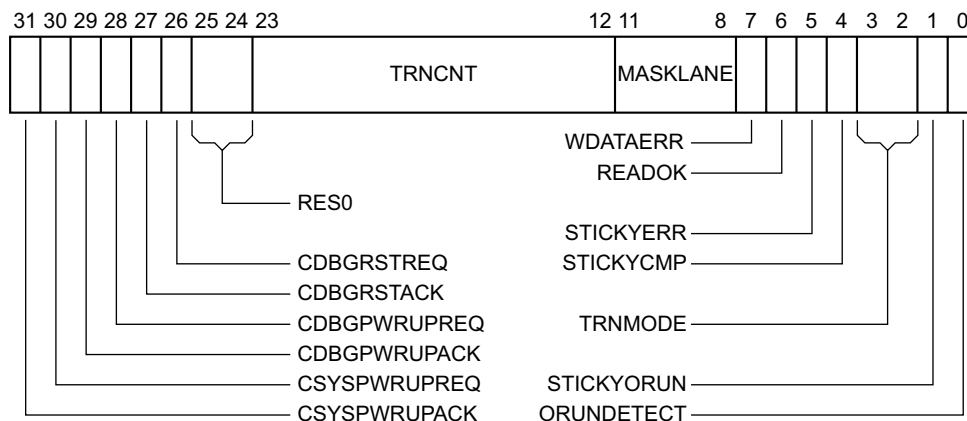 31 30 29 28 27 26 25 24 23 12 11 8 7 6 5 4 3 2 1 0
TRNCNT MASKLANE
WDATAERR
READOK
RES0
STICKYERR
CDBGRSTREQ STICKYCMP
CDBGRSTACK
CDBGPWRUPREQ TRNMODE
CDBGPWRUPACK
CSYSPWRUPREQ STICKYORUN
CSYSPWRUPACK ORUNDETECT